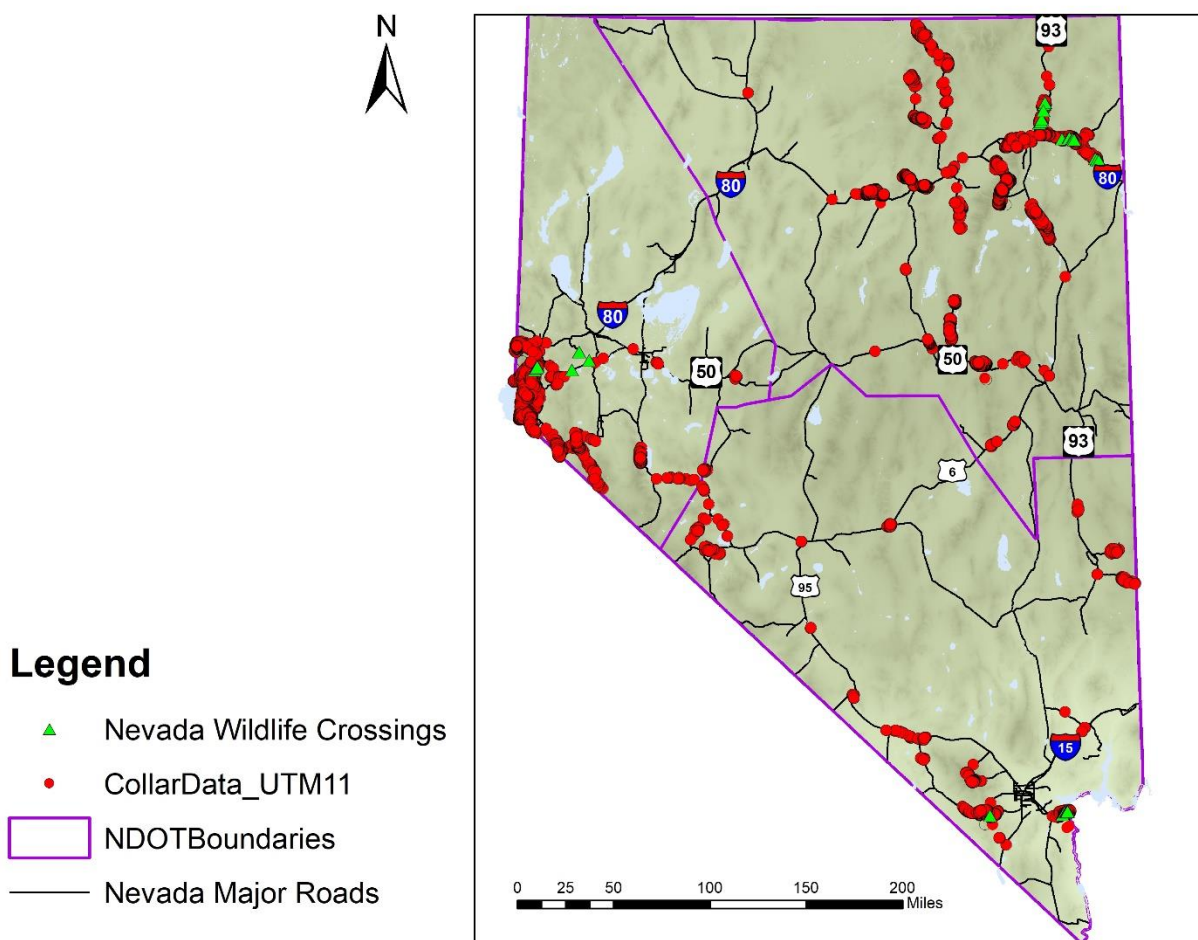 N
93
80
80
80
50
50
93
6
95
15
Legend
Nevada Wildlife Crossings
CollarData_UTM11
NDOTBoundaries
Nevada Major Roads
0 25 50 100 150 200
Miles